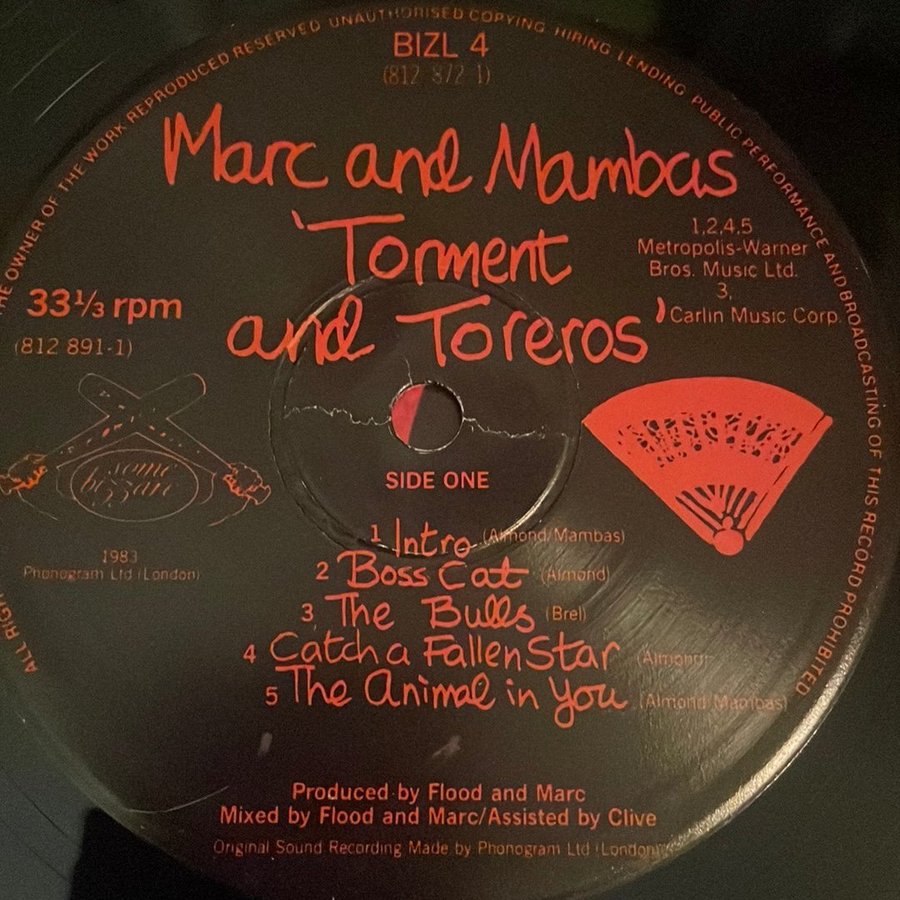 ALL RIGH
THE OWNER OF THE WORK REPRODUCED RESERVED UNAUTHORISED COPYING HIRING LENDING PUBLIC PERFORMANCE AND BROADCASTING OF THIS RECORD PROHIBITED
BIZL 4
(812 872 1)
Marc and Mambas
'Torment
and Toreros'
1,2,4,5
Metropolis-Warner
Bros. Music Ltd.
3,
Carlin Music Corp.
33⅓ rpm
(812 891-1)
some
bizzare
1983
Phonogram Ltd (London)
SIDE ONE
1 Intro (Almond/Mambas)
2 Boss Cat (Almond)
3, The Bulls (Brel)
4 Catch a Fallen Star (Almond)
5 The Animal in You (Almond/Mambas)
Produced by Flood and Marc
Mixed by Flood and Marc/Assisted by Clive
Original Sound Recording Made by Phonogram Ltd (London)